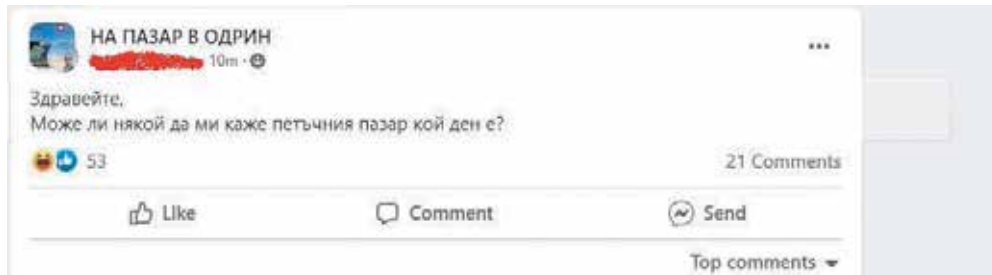 НА ПАЗАР В ОДРИН
10m
Здравейте,
Може ли някой да ми каже петъчния пазар кой ден е?
53
21 Comments
Like
Comment
Send
Top comments